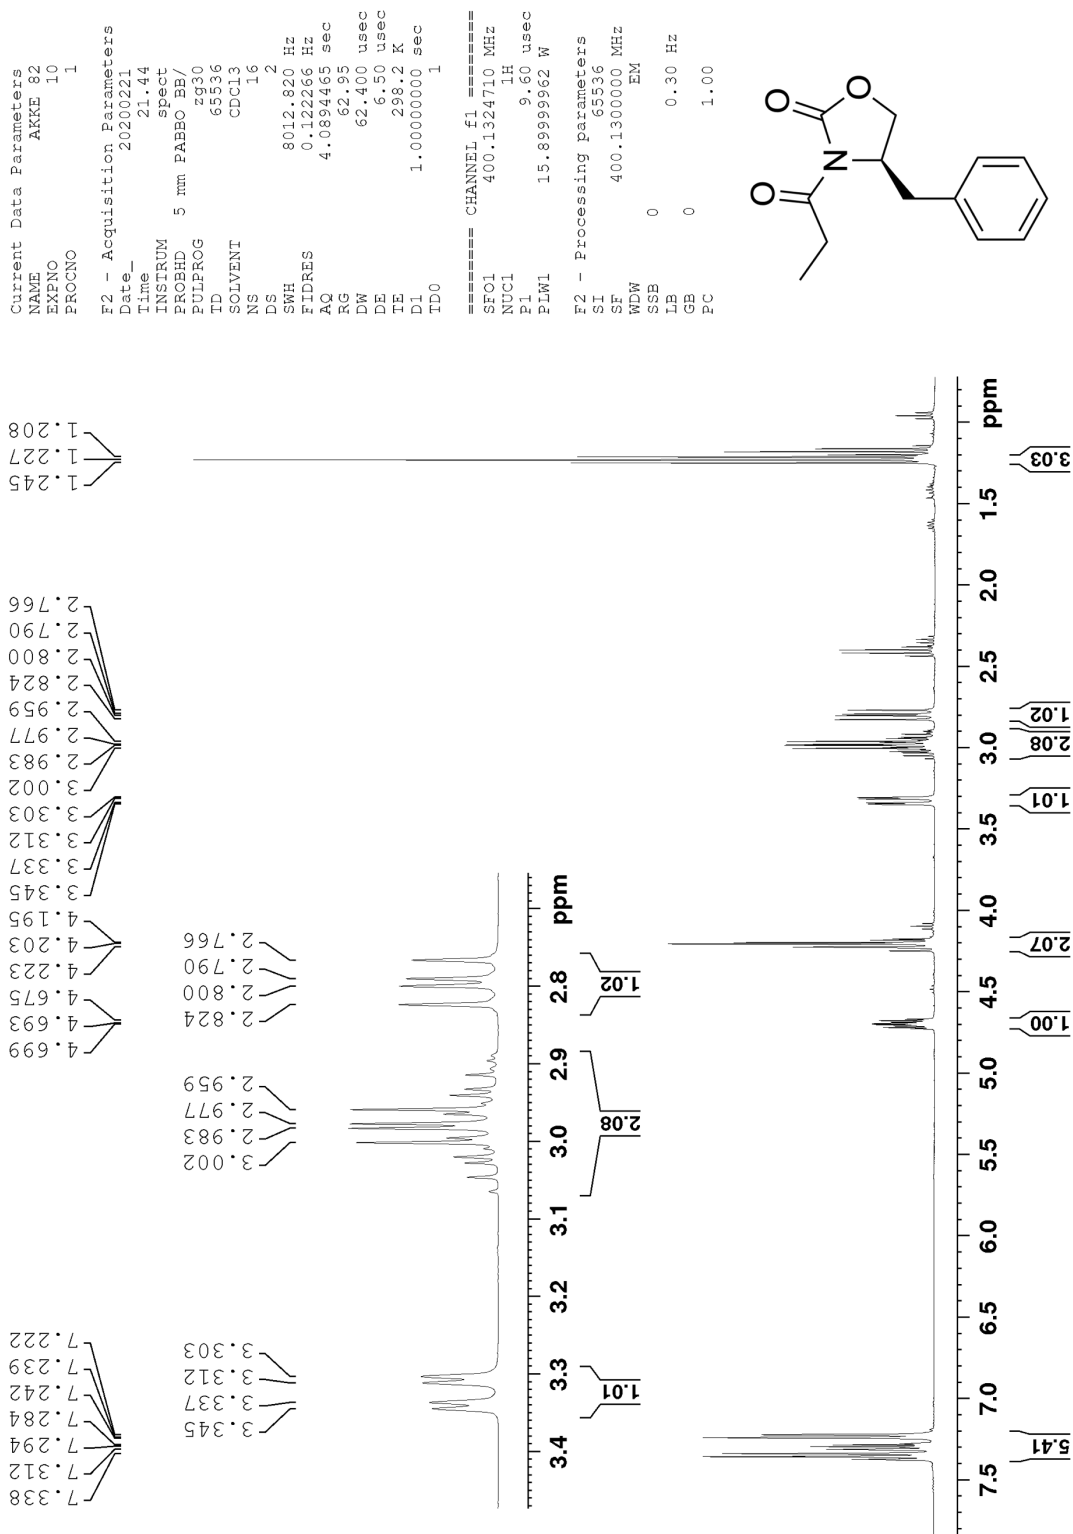 Current Data Parameters
NAME AKKE 82
EXPNO 10
PROCNO 1
F2 - Acquisition Parameters
Date_ 20200221
Time 21.44
INSTRUM spect
PROBHD 5 mm PABBO BB/
PULPROG zg30
TD 65536
SOLVENT CDCl3
NS 16
DS 2
SWH 8012.820 Hz
FIDRES 0.122266 Hz
AQ 4.0894465 sec
RG 62.95
DW 62.400 usec
DE 6.50 usec
TE 298.2 K
D1 1.00000000 sec
TD0 1
======== CHANNEL f1 ========
SFO1 400.1324710 MHz
NUC1 1H
P1 9.60 usec
PLW1 15.89999962 W
F2 - Processing parameters
SI 65536
SF 400.1300000 MHz
WDW EM
SSB 0
LB 0.30 Hz
GB 0
PC 1.00
O
O
N
O
7.338
7.312
7.294
7.284
7.242
7.239
7.222
4.699
4.693
4.675
4.223
4.203
4.195
3.345
3.337
3.312
3.303
3.002
2.983
2.977
2.959
2.824
2.800
2.790
2.766
1.245
1.227
1.208
3.345
3.337
3.312
3.303
3.002
2.983
2.977
2.959
2.824
2.800
2.790
2.766
3.4 3.3 3.2 3.1 3.0 2.9 2.8 ppm
1.01
2.08
1.02
7.5 7.0 6.5 6.0 5.5 5.0 4.5 4.0 3.5 3.0 2.5 2.0 1.5 ppm
5.41
1.00
2.07
1.01
2.08
1.02
3.03